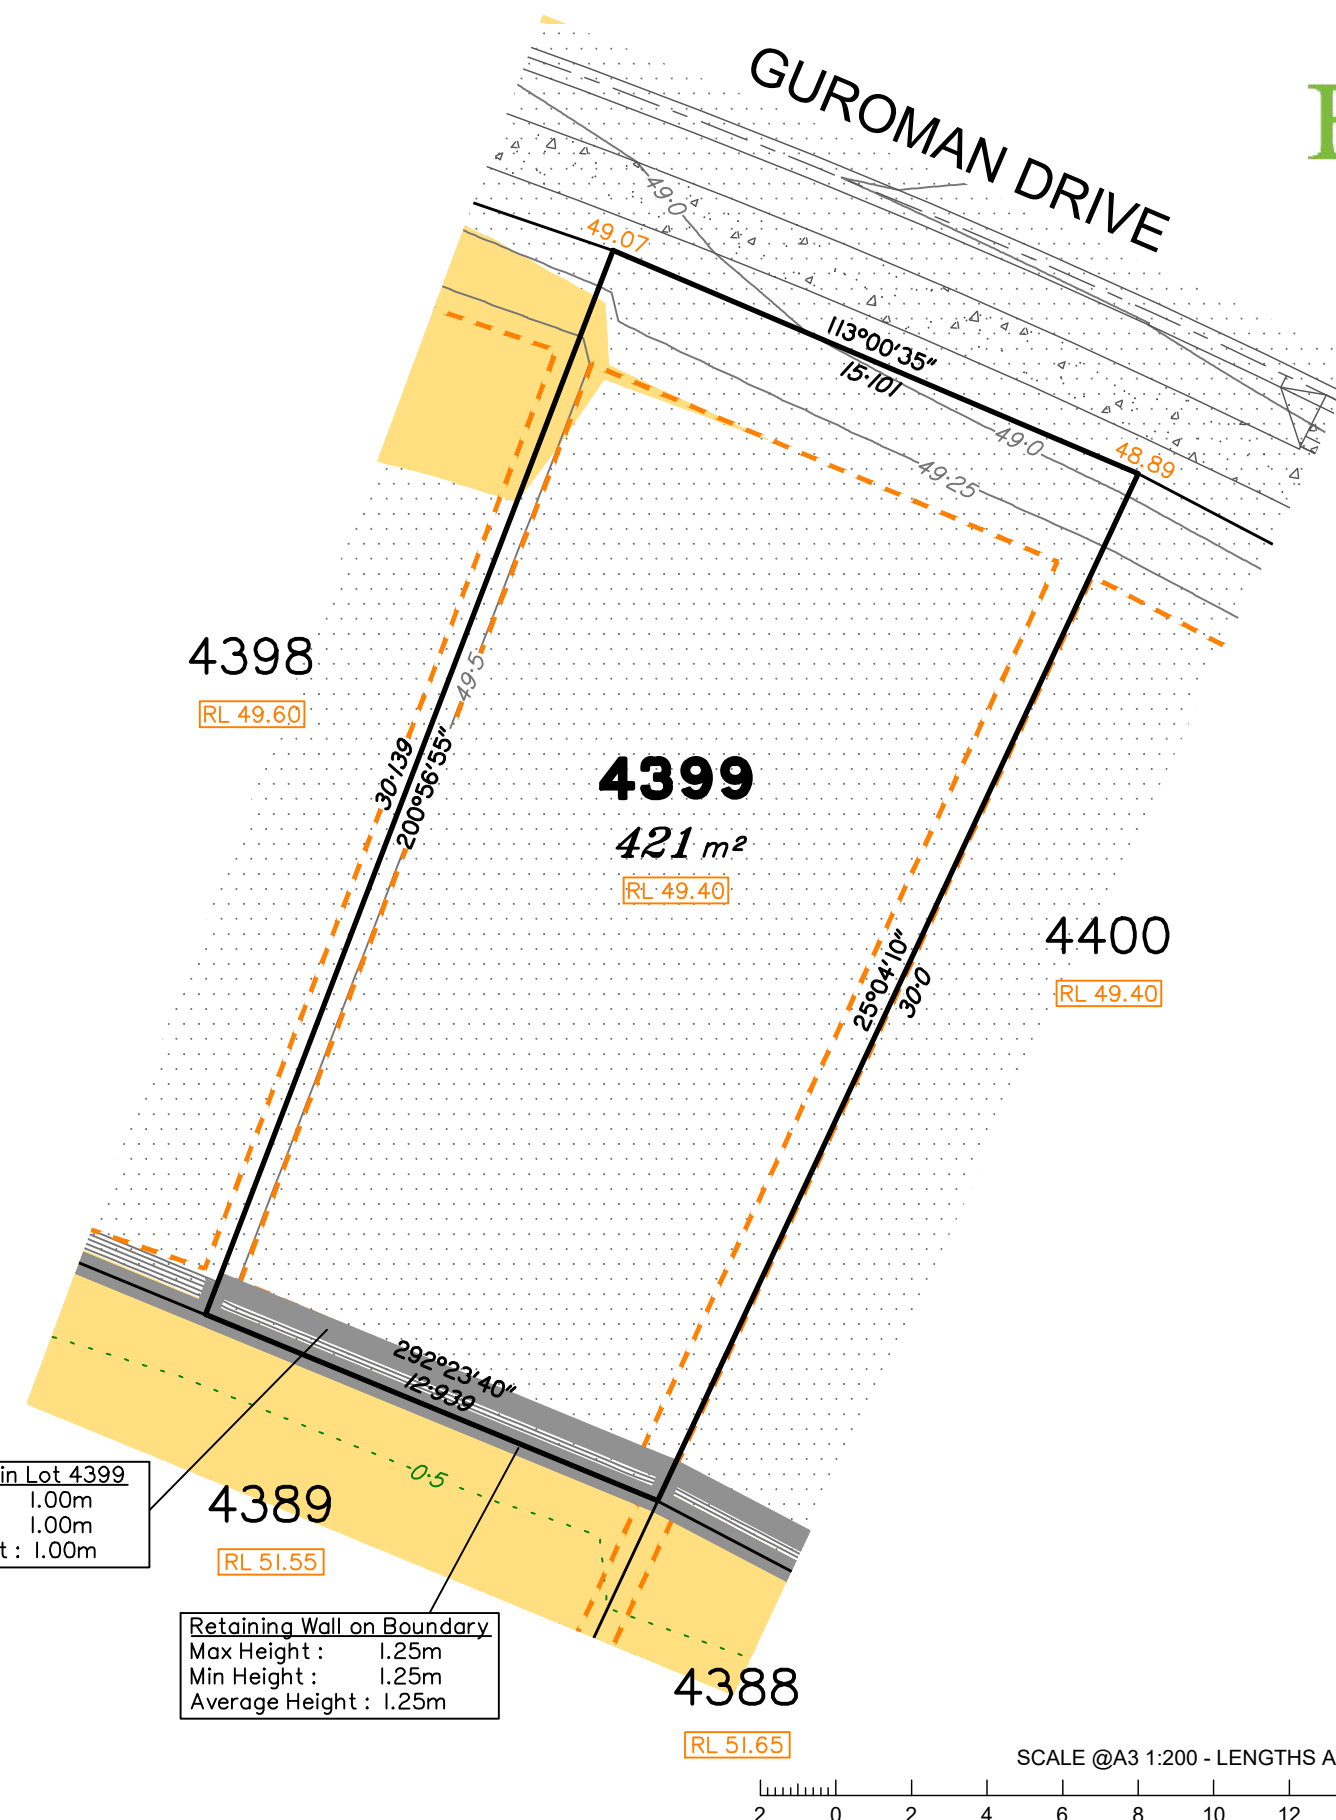 GUROMAN DRIVE
49.07
49·0
113°00'35"
15·101
49·0
48.89
49·25
4398
RL 49.60
49·5
30·139
200°56'55"
4399
421 m²
RL 49.40
4400
RL 49.40
25°04'10"
30·0
292°23'40"
12·939
0·5
in Lot 4399
1.00m
1.00m
t : 1.00m
4389
RL 51.55
Retaining Wall on Boundary
Max Height : 1.25m
Min Height : 1.25m
Average Height : 1.25m
4388
RL 51.65
SCALE @A3 1:200 - LENGTHS A
2 0 2 4 6 8 10 12